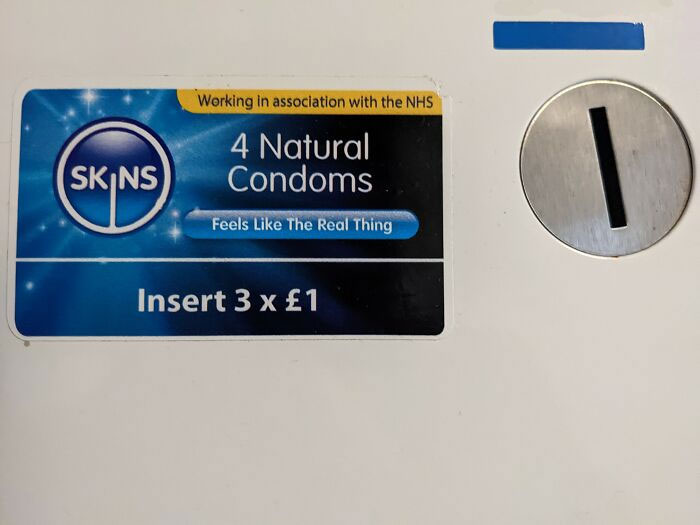 Working in association with the NHS
SKINS
4 Natural
Condoms
Feels Like The Real Thing
Insert 3 x £1